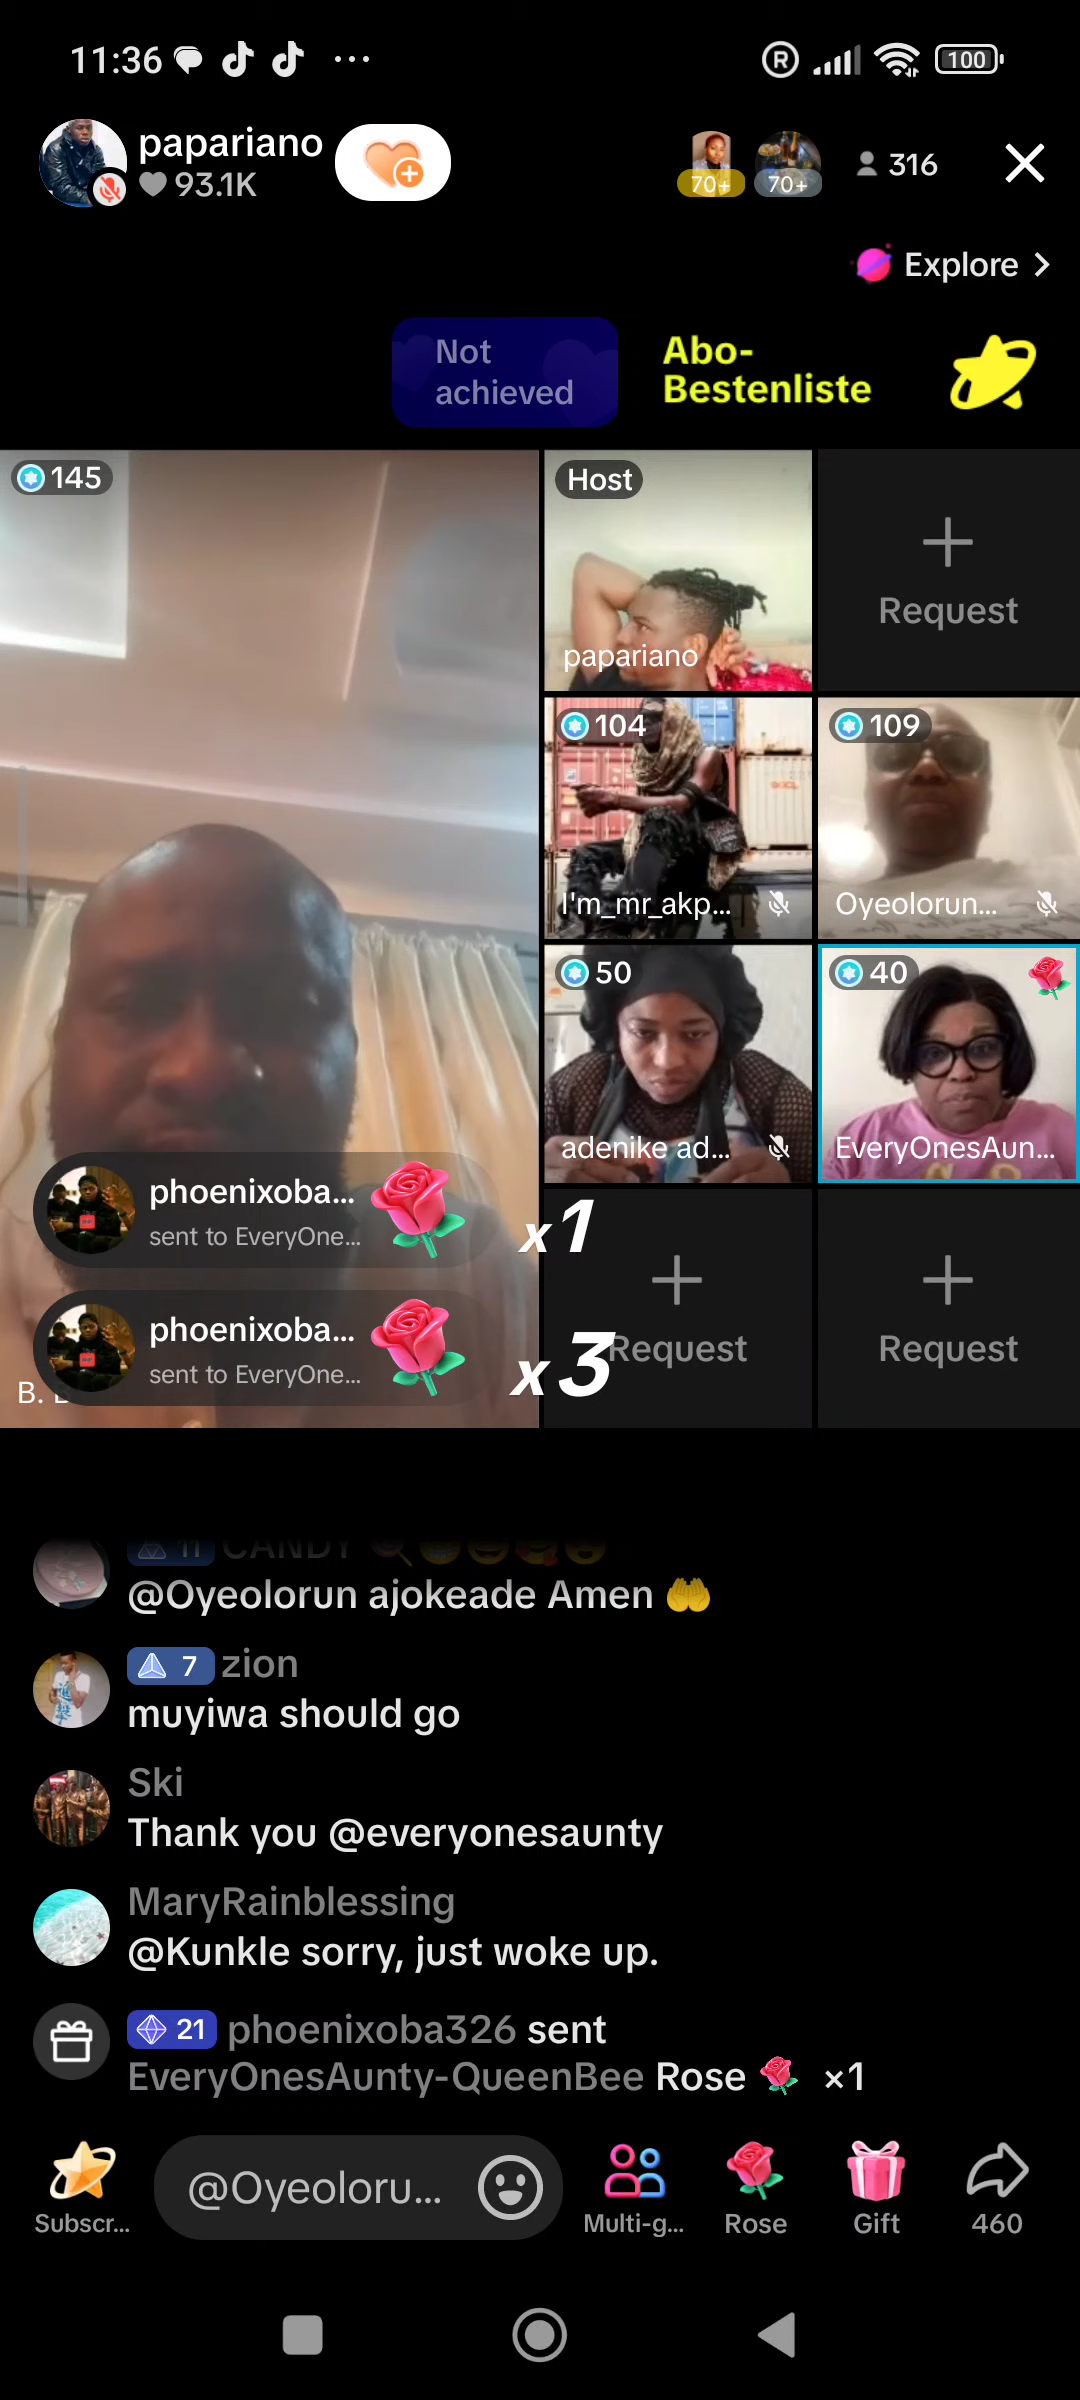 11:36
100
papariano
93.1K
70+
70+
316
Explore
Not
achieved
Abo-
Bestenliste
145
Host
papariano
Request
104
I'm_mr_akp...
109
Oyeolorun...
50
adenike ad...
40
EveryOnesAun...
phoenixoba...
sent to EveryOne...
x1
phoenixoba...
sent to EveryOne...
x3
B.
Request
Request
11 CANDY
@Oyeolorun ajokeade Amen 🤲
7 zion
muyiwa should go
Ski
Thank you @everyonesaunty
MaryRainblessing
@Kunkle sorry, just woke up.
21 phoenixoba326 sent
EveryOnesAunty-QueenBee Rose 🌹 ×1
Subscr...
@Oyeoloru...
Multi-g...
Rose
Gift
460